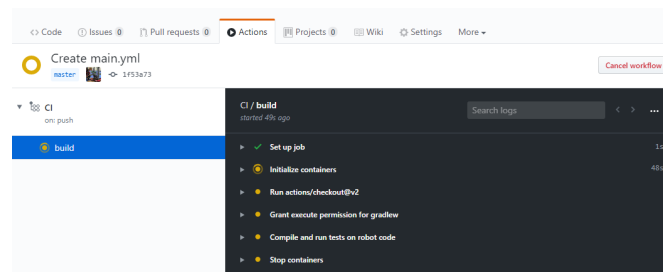 Code Issues 0 Pull requests 0 Actions Projects 0 Wiki Settings More
Create main.yml
Cancel workflow
master 1f53a73
CI
on: push
build
CI / build
started 49s ago
Search logs
Set up job 1s
Initialize containers 48s
Run actions/checkout@v2
Grant execute permission for gradlew
Compile and run tests on robot code
Stop containers